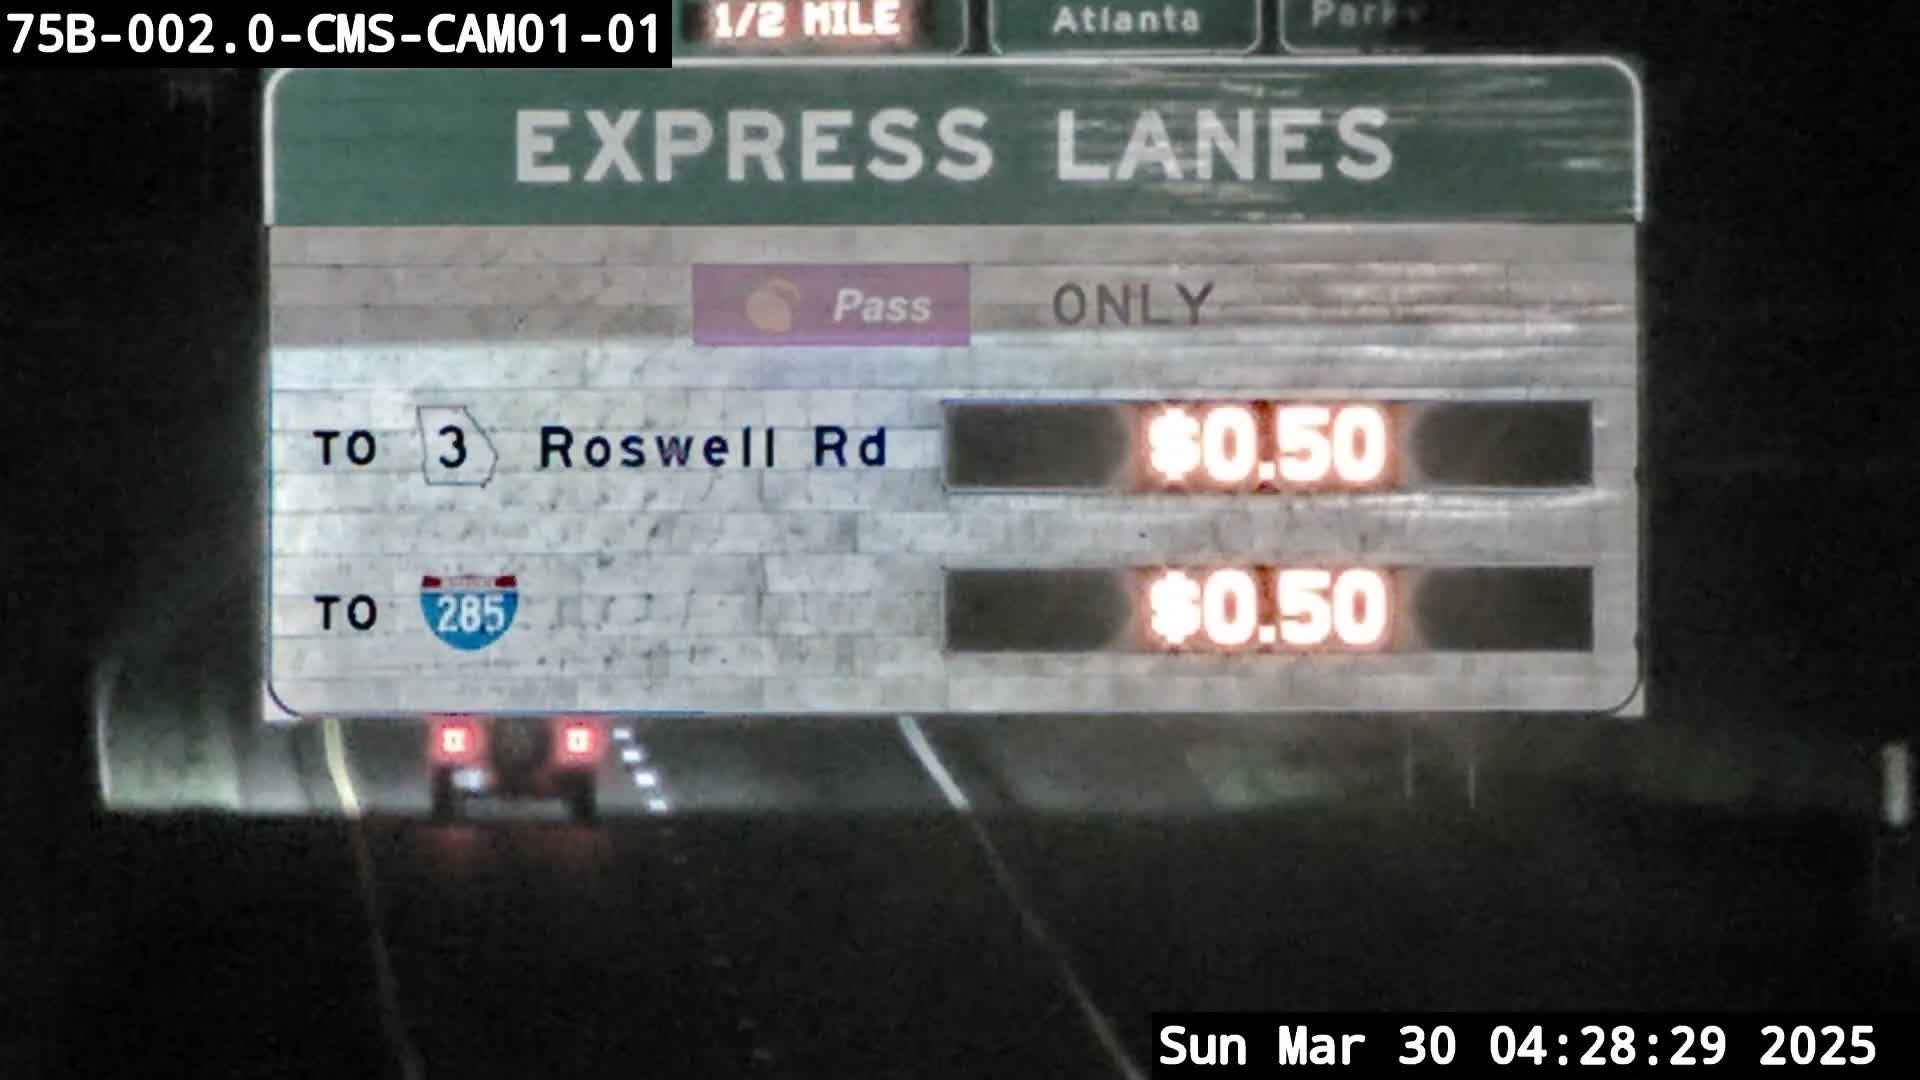 75B-002.0-CMS-CAM01-01
1/2 MILE
Atlanta
EXPRESS LANES
Pass ONLY
TO 3 Roswell Rd $0.50
TO 285 $0.50
Sun Mar 30 04:28:29 2025